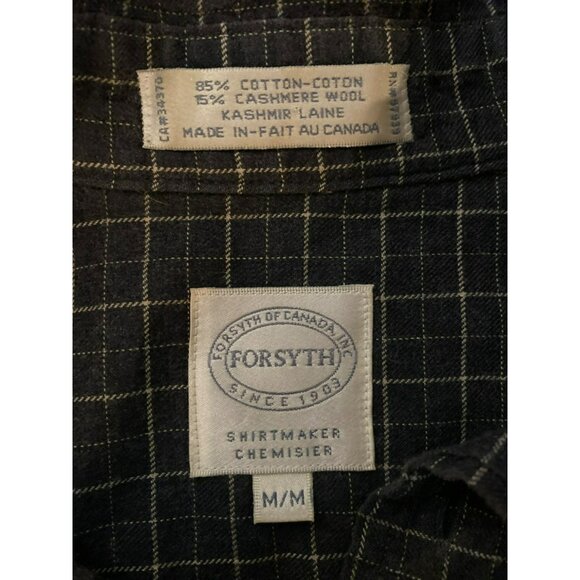 85% COTTON-COTON
15% CASHMERE WOOL
KASHMIR LAINE
MADE IN-FAIT AU CANADA
CA#34370
FORSYTH OF CANADA, INC
FORSYTH
SINCE 1903
SHIRTMAKER
CHEMISIER
M/M